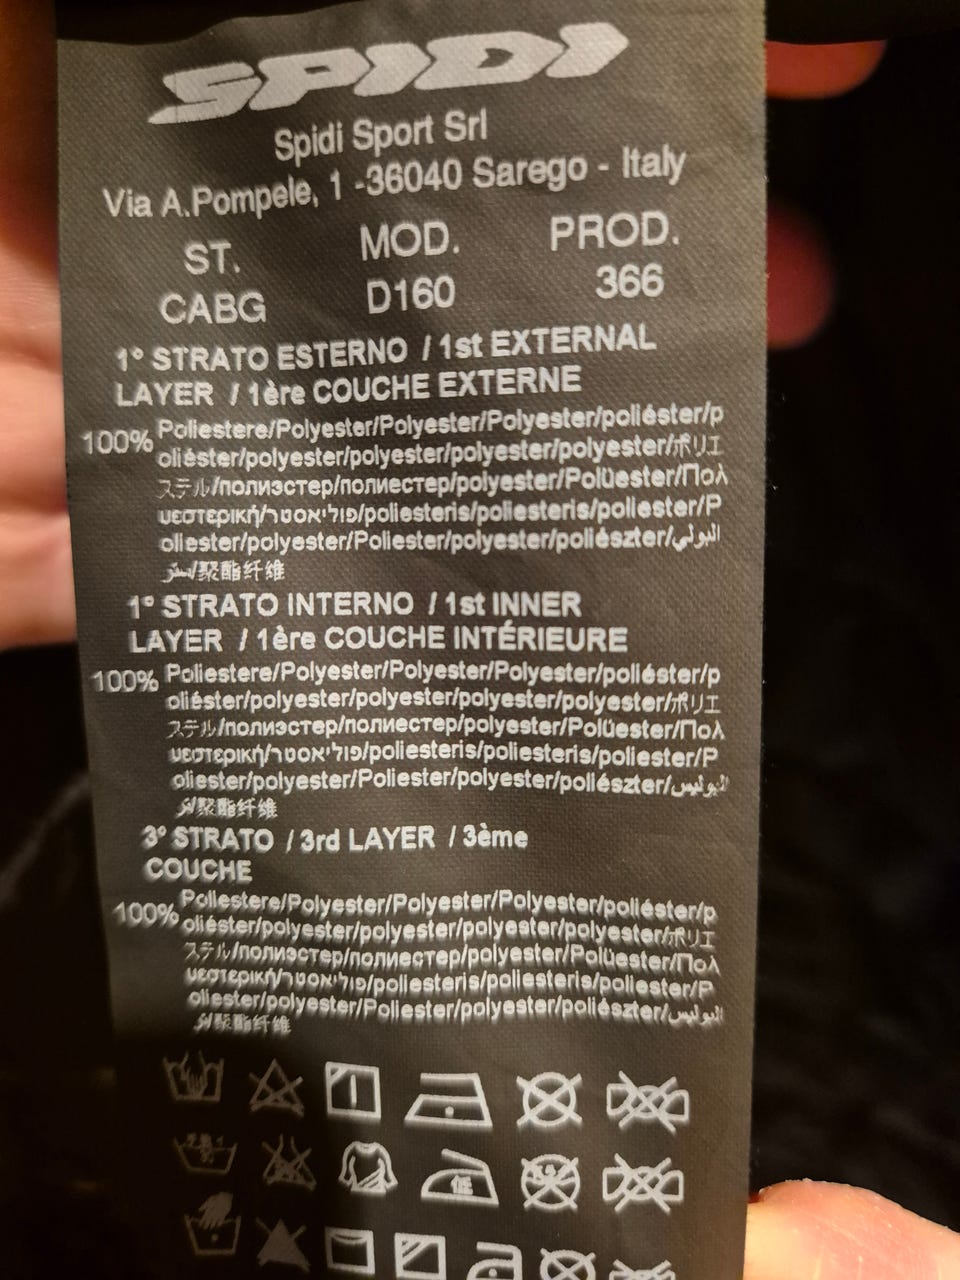 SPIDI
Spidi Sport Srl
Via A.Pompele, 1 -36040 Sarego - Italy
ST. MOD. PROD.
CABG D160 366
1° STRATO ESTERNO / 1st EXTERNAL
LAYER / 1ère COUCHE EXTERNE
100% Poliestere/Polyester/Polyester/Polyester/poliéster/p
oliéster/polyester/polyester/polyester/polyester/ポリエ
ステル/полиэстер/полиестер/polyester/Polüester/Πολ
υεστερική/פוליאסטר/poliesteris/poliesteris/poliester/P
oliester/polyester/Poliester/polyester/poliészter/البولي
ستر/聚酯纤维
1° STRATO INTERNO / 1st INNER
LAYER / 1ère COUCHE INTÉRIEURE
100% Poliestere/Polyester/Polyester/Polyester/poliéster/p
oliéster/polyester/polyester/polyester/polyester/ポリエ
ステル/полиэстер/полиестер/polyester/Polüester/Πολ
υεστερική/פוליאסטר/poliesteris/poliesteris/poliester/P
oliester/polyester/Poliester/polyester/poliészter/البوليس
تر/聚酯纤维
3° STRATO / 3rd LAYER / 3ème
COUCHE
100% Poliestere/Polyester/Polyester/Polyester/poliéster/p
oliéster/polyester/polyester/polyester/polyester/ポリエ
ステル/полиэстер/полиестер/polyester/Polüester/Πολ
υεστερική/פוליאסטר/poliesteris/poliesteris/poliester/P
oliester/polyester/Poliester/polyester/poliészter/البوليس
تر/聚酯纤维
低